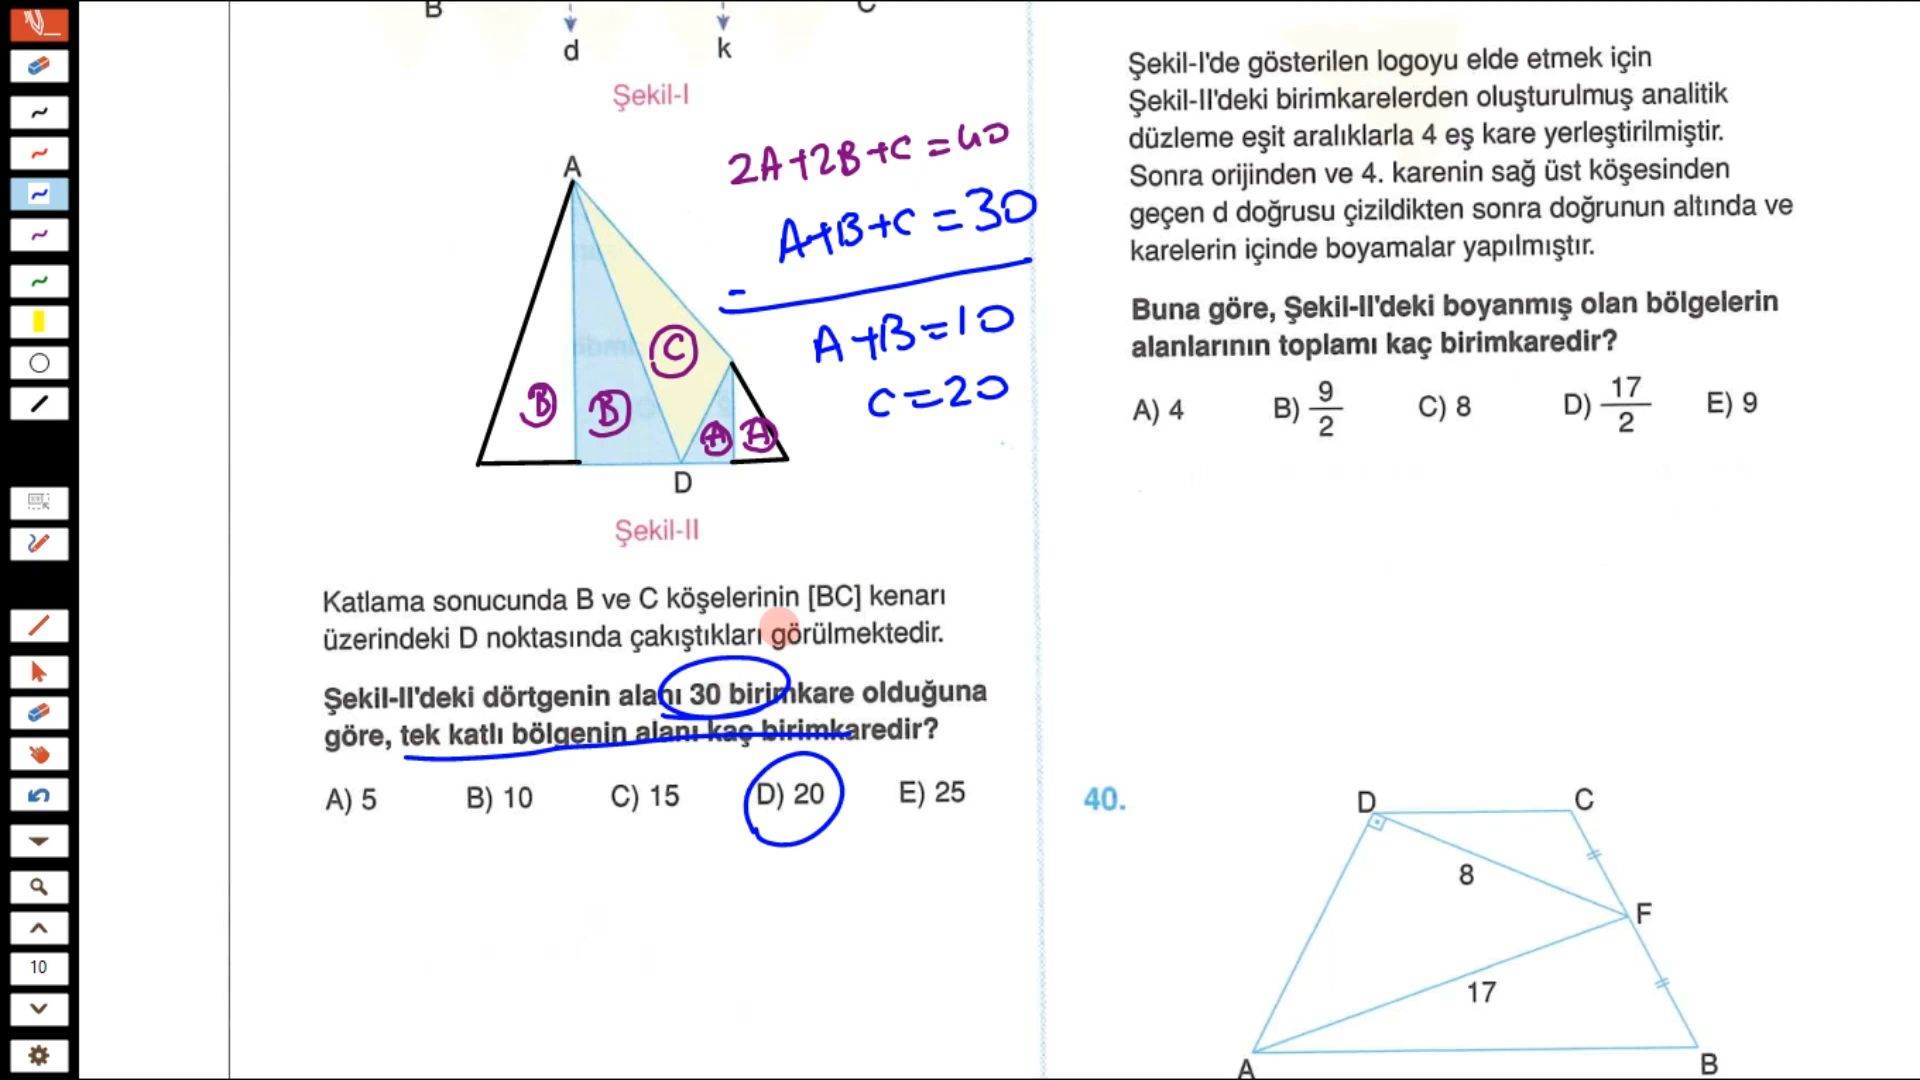 B
C
d
k
Şekil-I
A
2A+2B+C=40
A+B+C=30
-
A+B=10
C=20
C
B
B
A
A
D
Şekil-II
Katlama sonucunda B ve C köşelerinin [BC] kenarı
üzerindeki D noktasında çakıştıkları görülmektedir.
Şekil-II'deki dörtgenin alanı 30 birimkare olduğuna
göre, tek katlı bölgenin alanı kaç birimkaredir?
A) 5 B) 10 C) 15 D) 20 E) 25
Şekil-I'de gösterilen logoyu elde etmek için
Şekil-II'deki birimkarelerden oluşturulmuş analitik
düzleme eşit aralıklarla 4 eş kare yerleştirilmiştir.
Sonra orijinden ve 4. karenin sağ üst köşesinden
geçen d doğrusu çizildikten sonra doğrunun altında ve
karelerin içinde boyamalar yapılmıştır.
Buna göre, Şekil-II'deki boyanmış olan bölgelerin
alanlarının toplamı kaç birimkaredir?
A) 4 B) 9/2 C) 8 D) 17/2 E) 9
40.
D
C
8
F
17
A
B
10